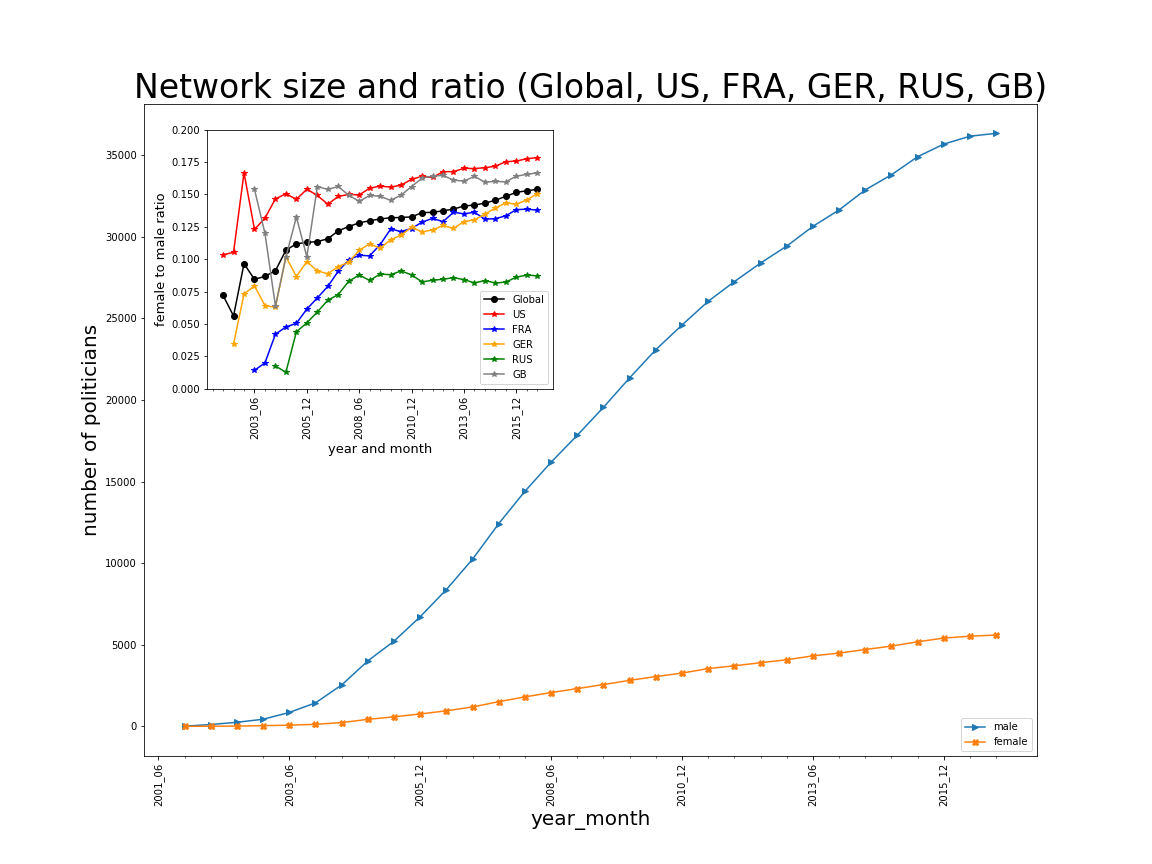 Network size and ratio (Global, US, FRA, GER, RUS, GB)
number of politicians
35000
30000
25000
20000
15000
10000
5000
0
female to male ratio
0.200
0.175
0.150
0.125
0.100
0.075
0.050
0.025
0.000
Global
US
FRA
GER
RUS
GB
2003_06
2005_12
2008_06
2010_12
2013_06
2015_12
year and month
male
female
2001_06
2003_06
2005_12
2008_06
2010_12
2013_06
2015_12
year_month